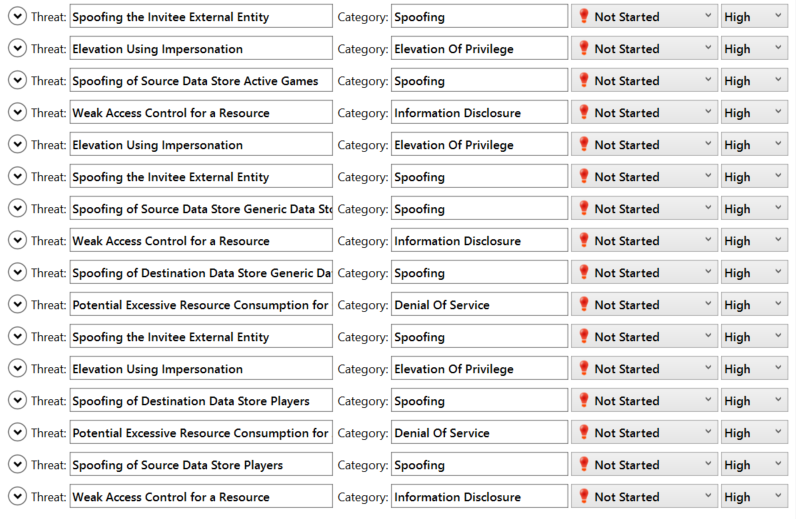 Threat: Spoofing the Invitee External Entity Category: Spoofing Not Started High
Threat: Elevation Using Impersonation Category: Elevation Of Privilege Not Started High
Threat: Spoofing of Source Data Store Active Games Category: Spoofing Not Started High
Threat: Weak Access Control for a Resource Category: Information Disclosure Not Started High
Threat: Elevation Using Impersonation Category: Elevation Of Privilege Not Started High
Threat: Spoofing the Invitee External Entity Category: Spoofing Not Started High
Threat: Spoofing of Source Data Store Generic Data Sto Category: Spoofing Not Started High
Threat: Weak Access Control for a Resource Category: Information Disclosure Not Started High
Threat: Spoofing of Destination Data Store Generic Da Category: Spoofing Not Started High
Threat: Potential Excessive Resource Consumption for Category: Denial Of Service Not Started High
Threat: Spoofing the Invitee External Entity Category: Spoofing Not Started High
Threat: Elevation Using Impersonation Category: Elevation Of Privilege Not Started High
Threat: Spoofing of Destination Data Store Players Category: Spoofing Not Started High
Threat: Potential Excessive Resource Consumption for Category: Denial Of Service Not Started High
Threat: Spoofing of Source Data Store Players Category: Spoofing Not Started High
Threat: Weak Access Control for a Resource Category: Information Disclosure Not Started High